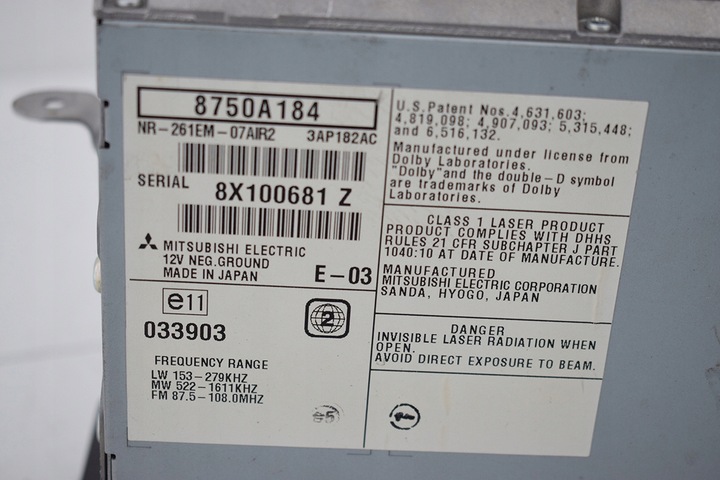 8750A184
NR-261EM-07AIR2 3AP182AC
SERIAL 8X100681 Z
MITSUBISHI ELECTRIC
12V NEG.GROUND
MADE IN JAPAN E-03
e11
2
033903
FREQUENCY RANGE
LW 153-279KHZ
MW 522-1611KHZ
FM 87.5-108.0MHZ
e5
U.S.Patent Nos.4,631,603;
4,819,098; 4,907,093; 5,315,448;
and 6,516,132.
Manufactured under license from
Dolby Laboratories.
"Dolby"and the double-D symbol
are trademarks of Dolby
Laboratories.
CLASS 1 LASER PRODUCT
PRODUCT COMPLIES WITH DHHS
RULES 21 CFR SUBCHAPTER J PART
1040:10 AT DATE OF MANUFACTURE.
MANUFACTURED
MITSUBISHI ELECTRIC CORPORATION
SANDA, HYOGO, JAPAN
DANGER
INVISIBLE LASER RADIATION WHEN
OPEN.
AVOID DIRECT EXPOSURE TO BEAM.